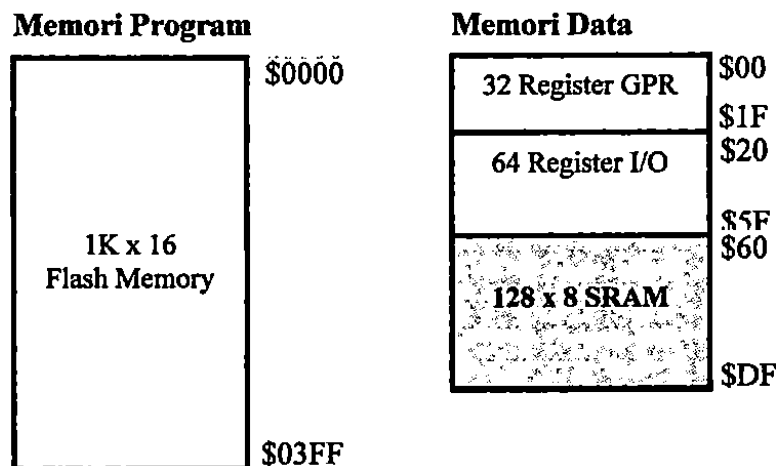 Memori Program
$0000
1K x 16
Flash Memory
$03FF
Memori Data
$00
32 Register GPR
$1F
$20
64 Register I/O
$5F
$60
128 x 8 SRAM
$DF